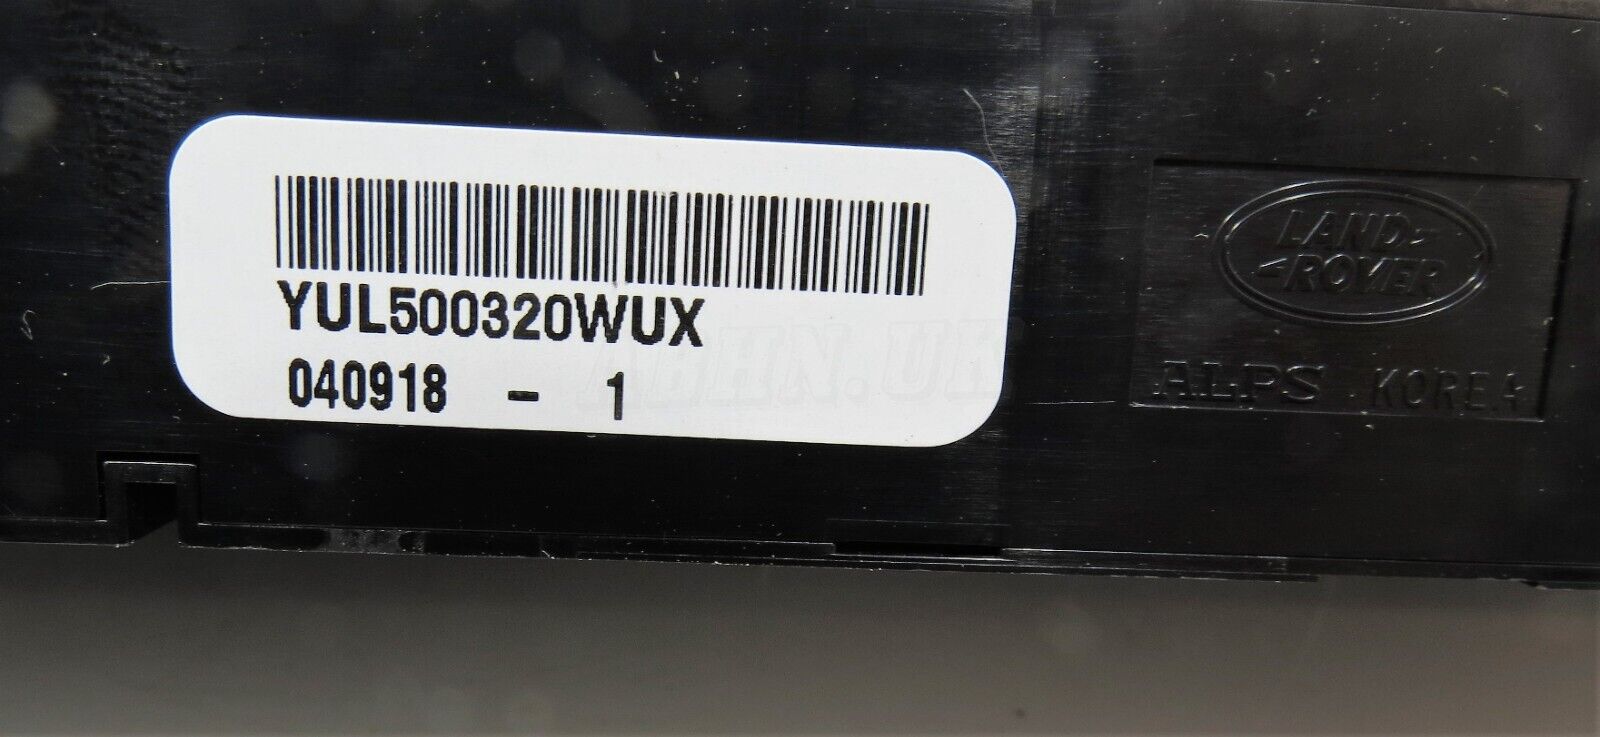 YUL500320WUX
040918 - 1
LAND
ROVER
ALPS KOREA